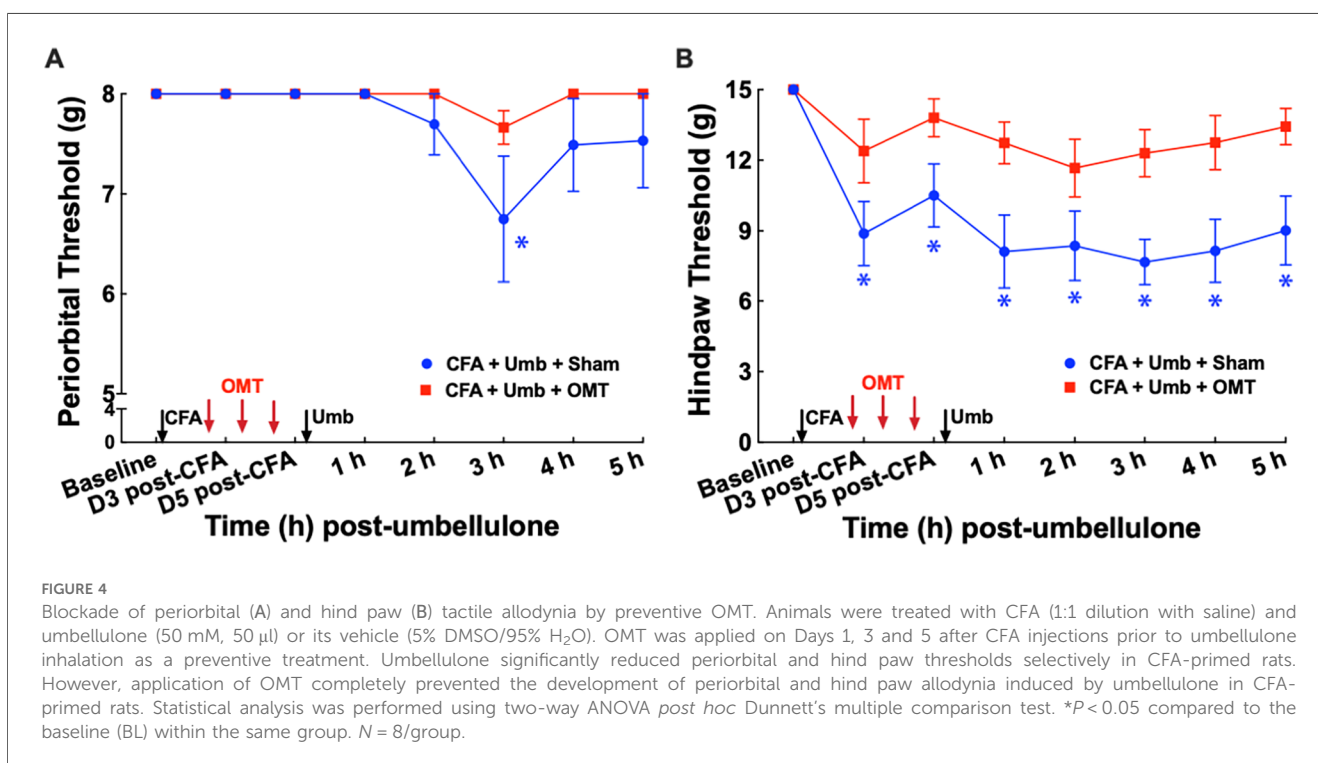 A
Periorbital Threshold (g)
8
7
6
5
4
0
*
CFA + Umb + Sham
CFA + Umb + OMT
OMT
CFA
Umb
Baseline
D3 post-CFA
D5 post-CFA
1 h
2 h
3 h
4 h
5 h
Time (h) post-umbellulone
B
Hindpaw Threshold (g)
15
12
9
6
3
0
* * * * * * *
CFA + Umb + Sham
CFA + Umb + OMT
OMT
CFA
Umb
Baseline
D3 post-CFA
D5 post-CFA
1 h
2 h
3 h
4 h
5 h
Time (h) post-umbellulone
FIGURE 4
Blockade of periorbital (A) and hind paw (B) tactile allodynia by preventive OMT. Animals were treated with CFA (1:1 dilution with saline) and
umbellulone (50 mM, 50 μl) or its vehicle (5% DMSO/95% H₂O). OMT was applied on Days 1, 3 and 5 after CFA injections prior to umbellulone
inhalation as a preventive treatment. Umbellulone significantly reduced periorbital and hind paw thresholds selectively in CFA-primed rats.
However, application of OMT completely prevented the development of periorbital and hind paw allodynia induced by umbellulone in CFA-
primed rats. Statistical analysis was performed using two-way ANOVA post hoc Dunnett's multiple comparison test. *P < 0.05 compared to the
baseline (BL) within the same group. N = 8/group.